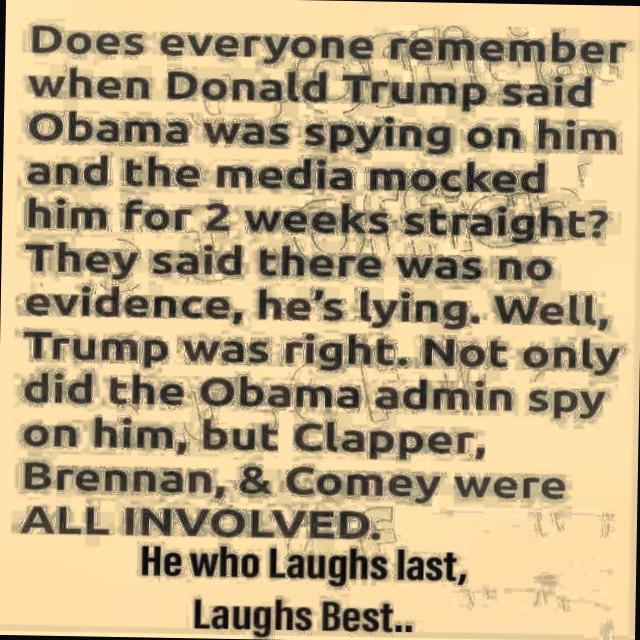 Does everyone remember
when Donald Trump said
Obama was spying on him
and the media mocked
him for 2 weeks straight?
They said there was no
evidence, he's lying. Well,
Trump was right. Not only
did the Obama admin spy
on him, but Clapper,
Brennan, & Comey were
ALL INVOLVED.
He who Laughs last,
Laughs Best..